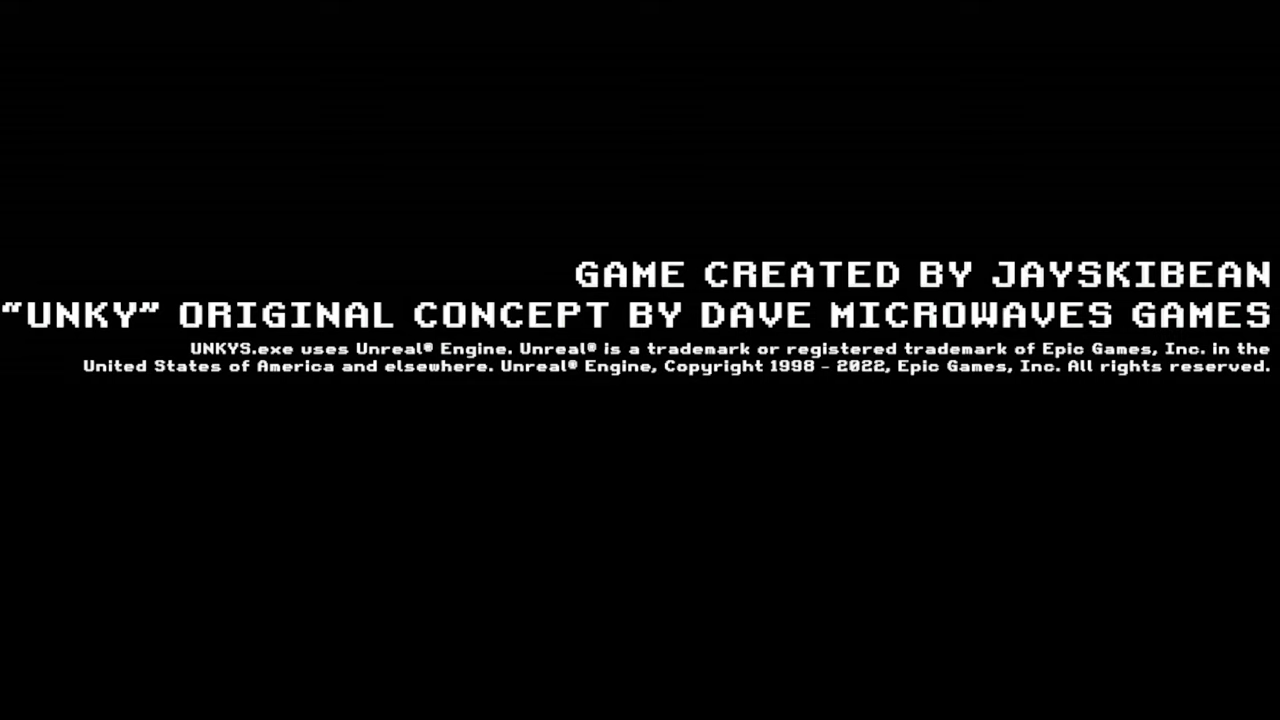 GAME CREATED BY JAYSKIBEAN
"UNKY" ORIGINAL CONCEPT BY DAVE MICROWAVES GAMES
UNKYS.exe uses Unreal® Engine. Unreal® is a trademark or registered trademark of Epic Games, Inc. in the
United States of America and elsewhere. Unreal® Engine, Copyright 1998 - 2022, Epic Games, Inc. All rights reserved.